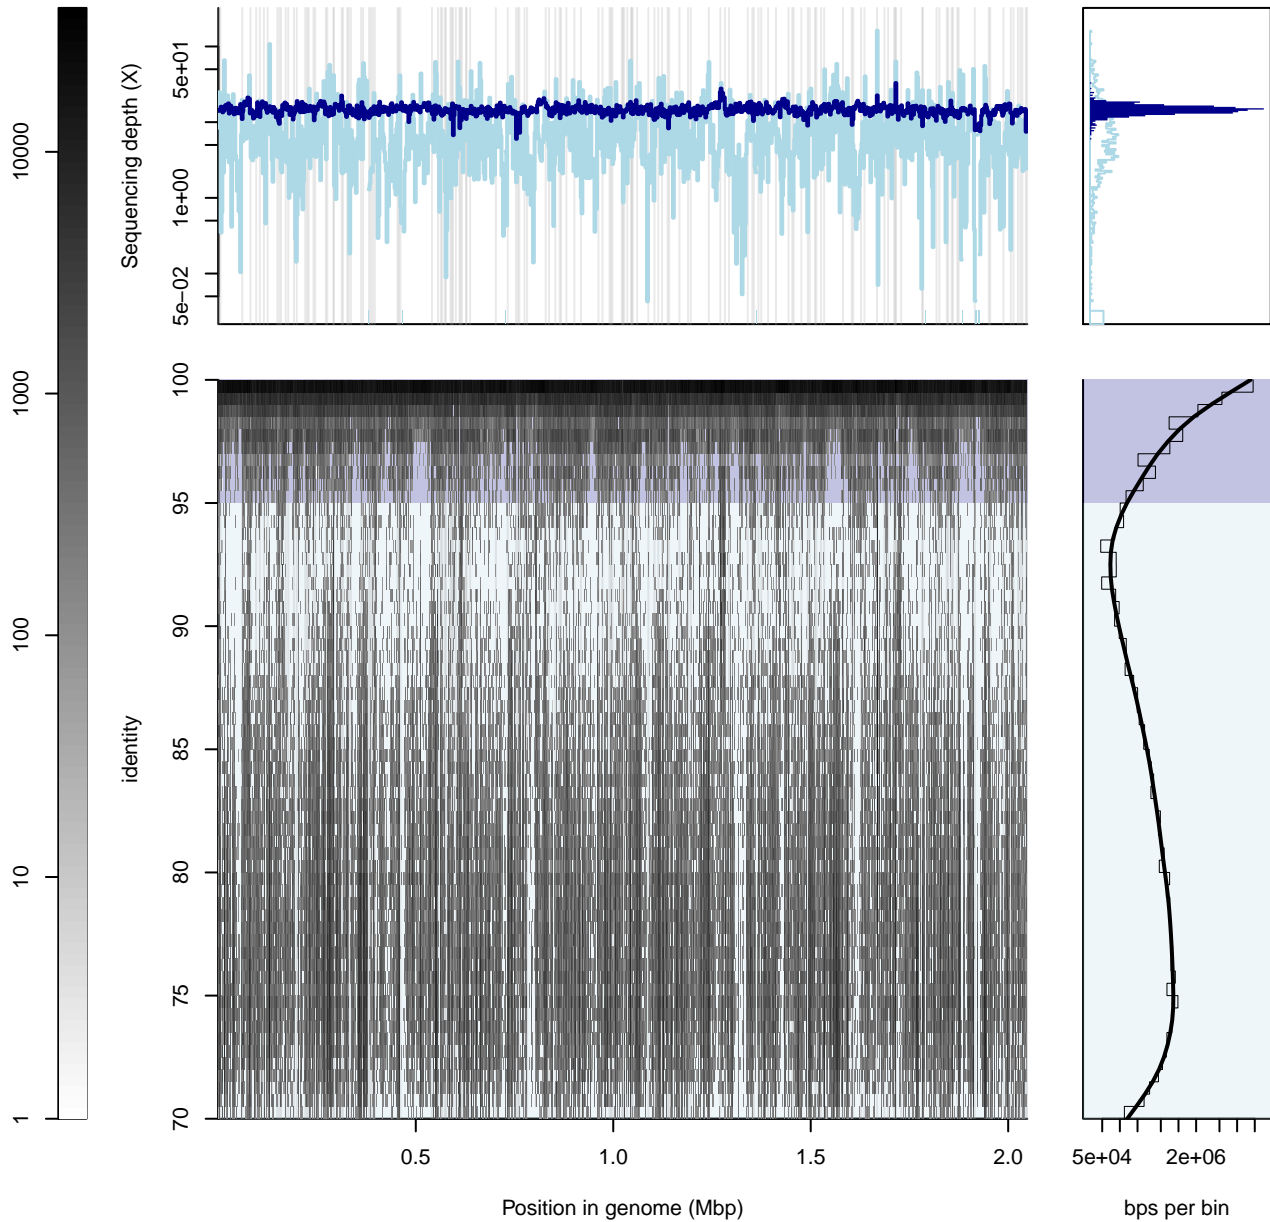 1
10
100
1000
10000
Sequencing depth (X)
5e−02
1e+00
5e+01
identity
70
75
80
85
90
95
100
0.5
1.0
1.5
2.0
Position in genome (Mbp)
5e+04
2e+06
bps per bin